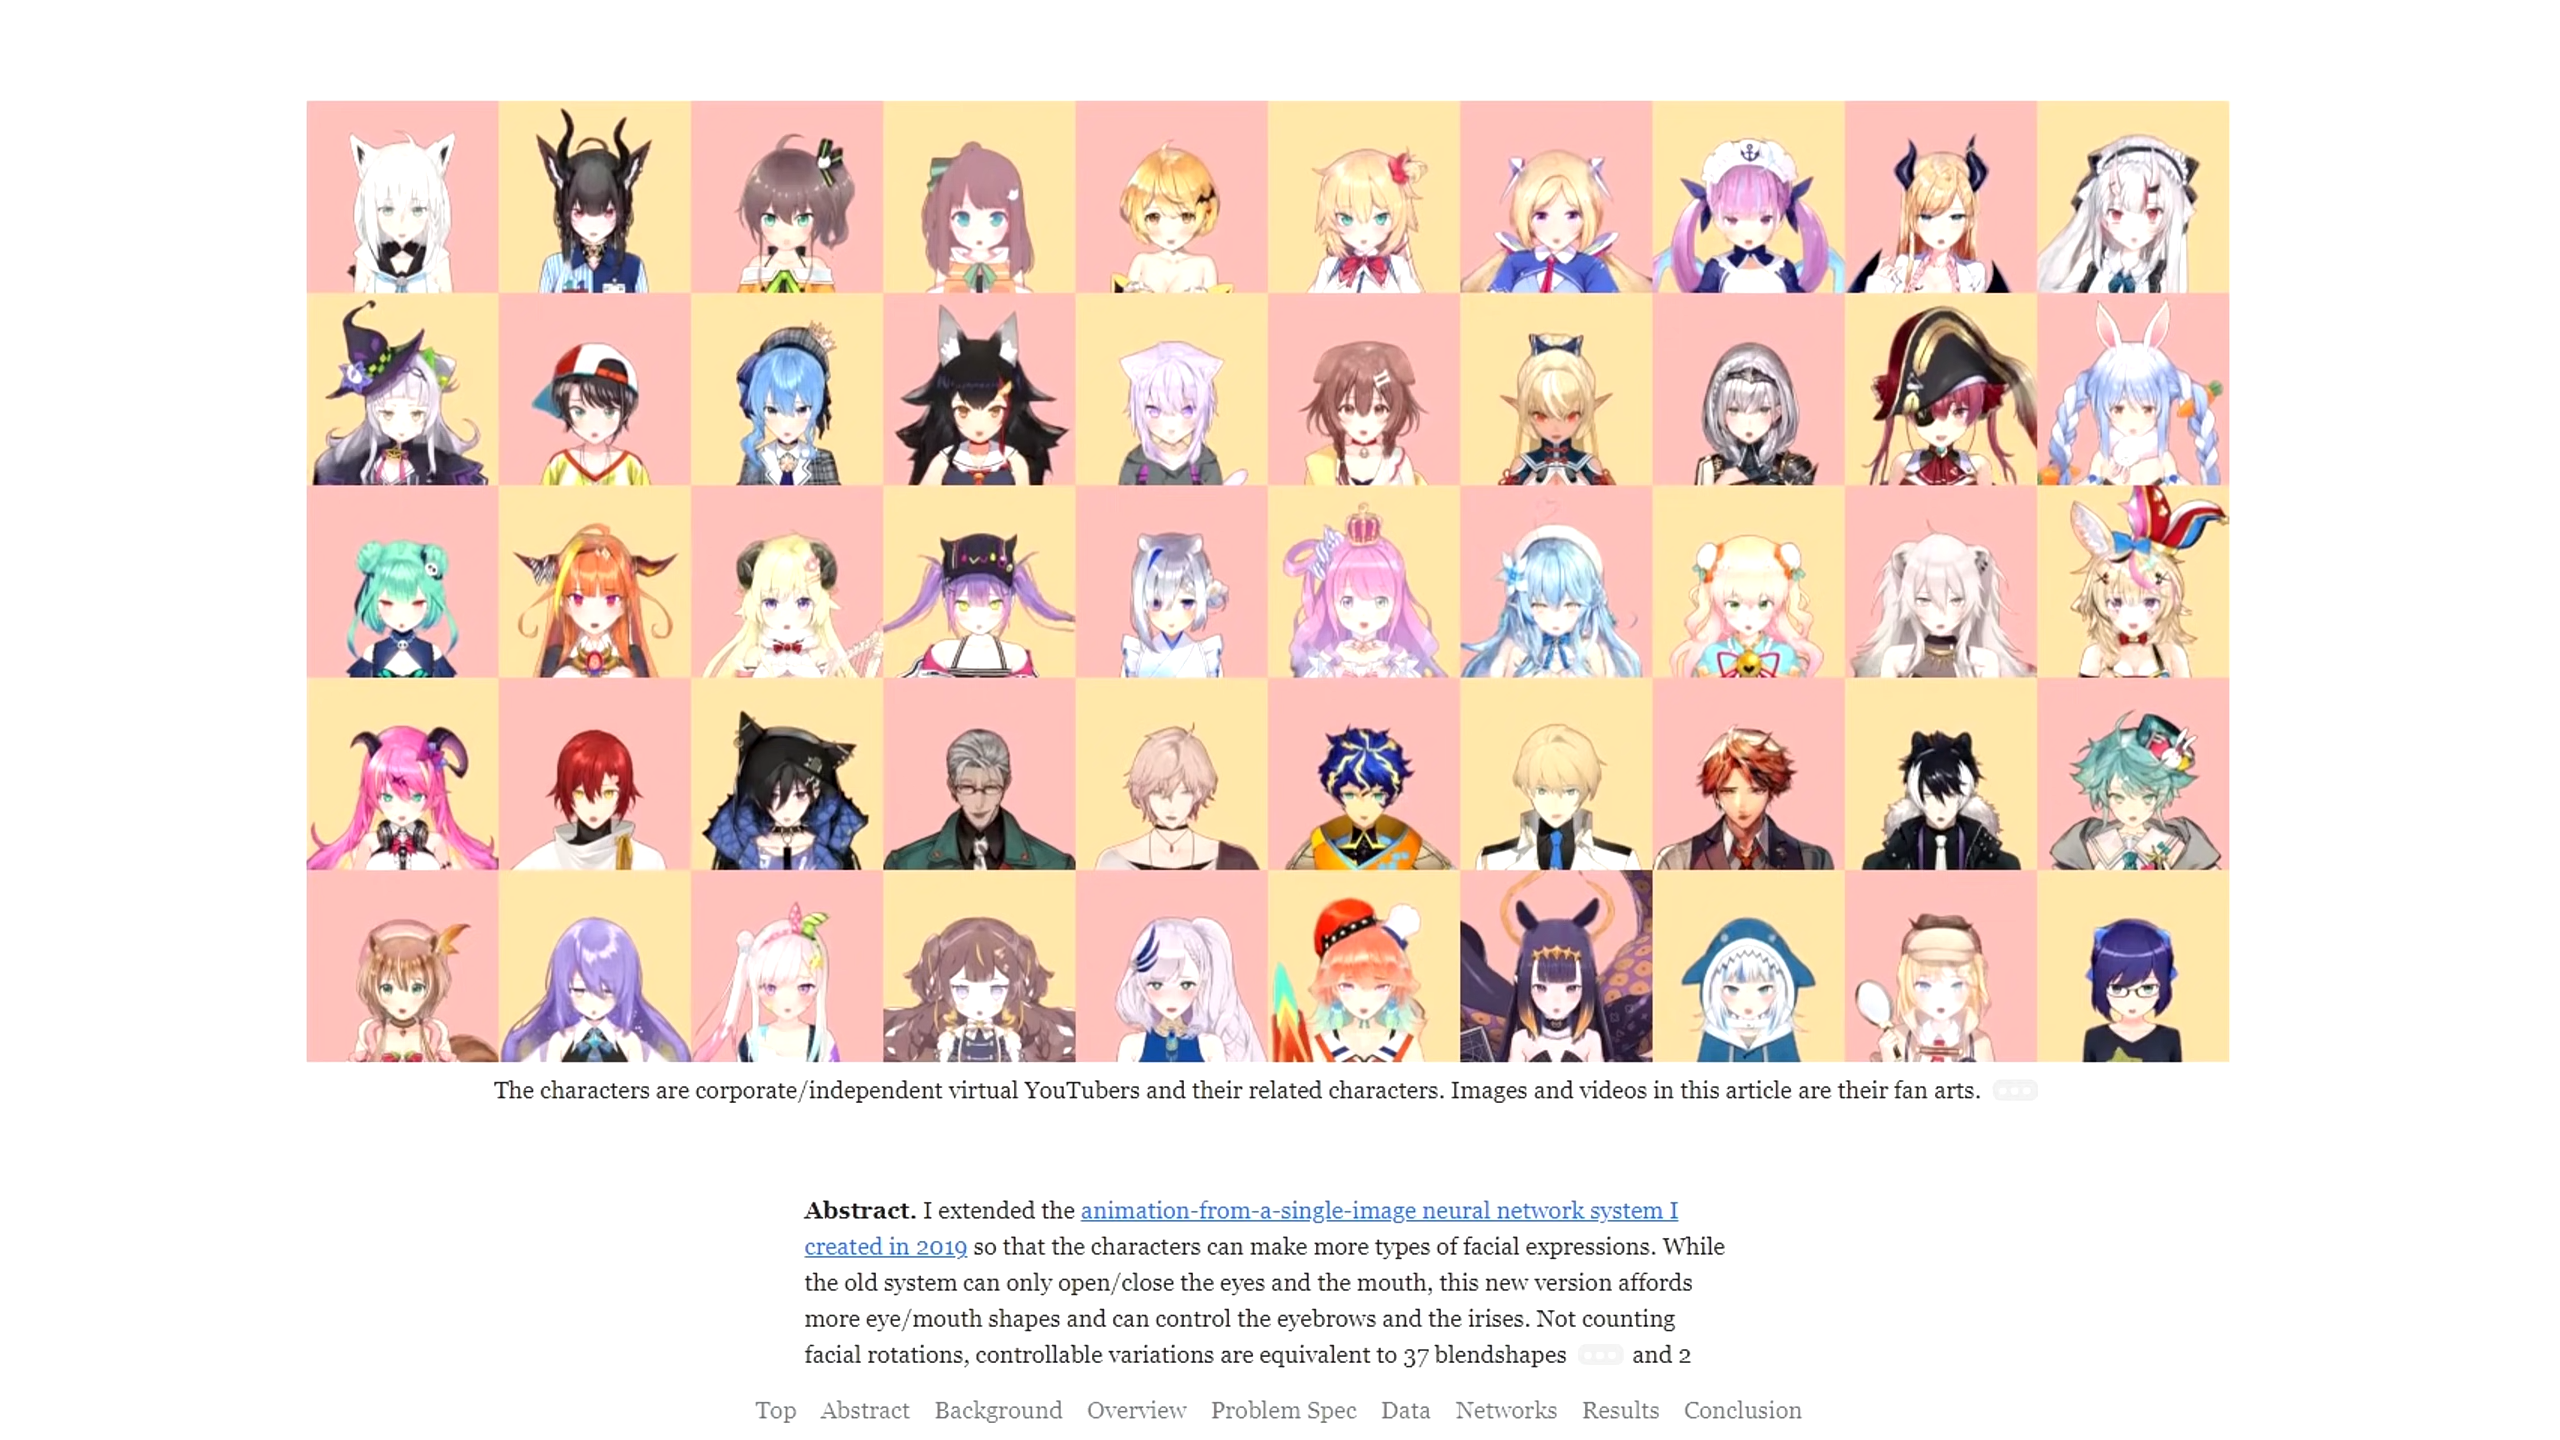 The characters are corporate/independent virtual YouTubers and their related characters. Images and videos in this article are their fan arts.
Abstract. I extended the animation-from-a-single-image neural network system I
created in 2019 so that the characters can make more types of facial expressions. While
the old system can only open/close the eyes and the mouth, this new version affords
more eye/mouth shapes and can control the eyebrows and the irises. Not counting
facial rotations, controllable variations are equivalent to 37 blendshapes and 2
Top Abstract Background Overview Problem Spec Data Networks Results Conclusion